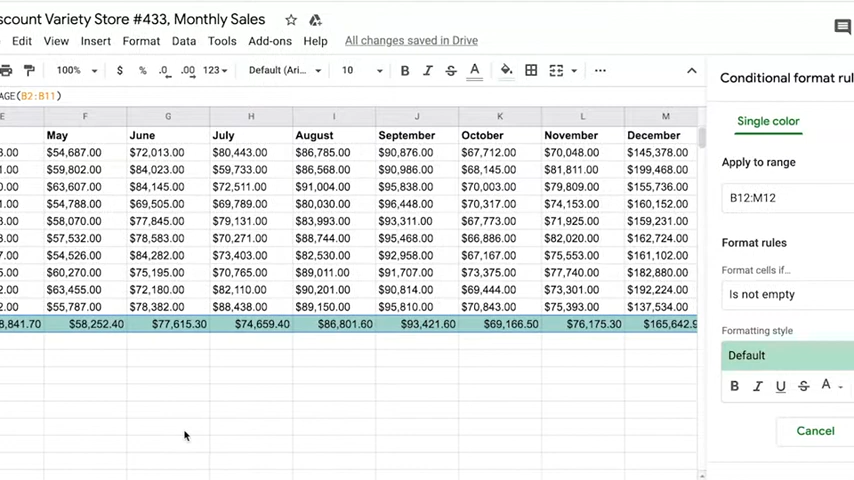 scount Variety Store #433, Monthly Sales
Edit View Insert Format Data Tools Add-ons Help All changes saved in Drive
100% $ % .0 .00 123 Default (Ari... 10 B I S A ...
AGE(B2:B11)
Conditional format rul
Single color
Apply to range
B12:M12
Format rules
Format cells if…
Is not empty
Formatting style
Default
B I U S A
Cancel
E F G H I J K L M
May June July August September October November December
3.00 $54,687.00 $72,013.00 $80,443.00 $86,785.00 $90,876.00 $67,712.00 $70,048.00 $145,378.00
1.00 $59,802.00 $84,023.00 $59,733.00 $86,568.00 $90,986.00 $68,145.00 $81,811.00 $199,468.00
0.00 $63,607.00 $84,145.00 $72,511.00 $91,004.00 $95,838.00 $70,003.00 $79,809.00 $155,736.00
1.00 $54,788.00 $69,505.00 $69,789.00 $80,030.00 $96,448.00 $70,317.00 $74,153.00 $160,152.00
3.00 $58,070.00 $77,845.00 $79,131.00 $83,993.00 $93,311.00 $67,773.00 $71,925.00 $159,231.00
3.00 $57,532.00 $78,583.00 $70,271.00 $88,744.00 $95,468.00 $66,886.00 $82,020.00 $162,724.00
7.00 $54,526.00 $84,282.00 $73,403.00 $82,530.00 $92,958.00 $67,167.00 $75,553.00 $161,102.00
5.00 $60,270.00 $75,195.00 $70,765.00 $89,011.00 $91,707.00 $73,375.00 $77,740.00 $182,880.00
2.00 $63,455.00 $72,180.00 $82,110.00 $90,201.00 $90,814.00 $69,444.00 $73,301.00 $192,224.00
2.00 $55,787.00 $78,382.00 $88,438.00 $89,150.00 $95,810.00 $70,843.00 $75,393.00 $137,534.00
8,841.70 $58,252.40 $77,615.30 $74,659.40 $86,801.60 $93,421.60 $69,166.50 $76,175.30 $165,642.9